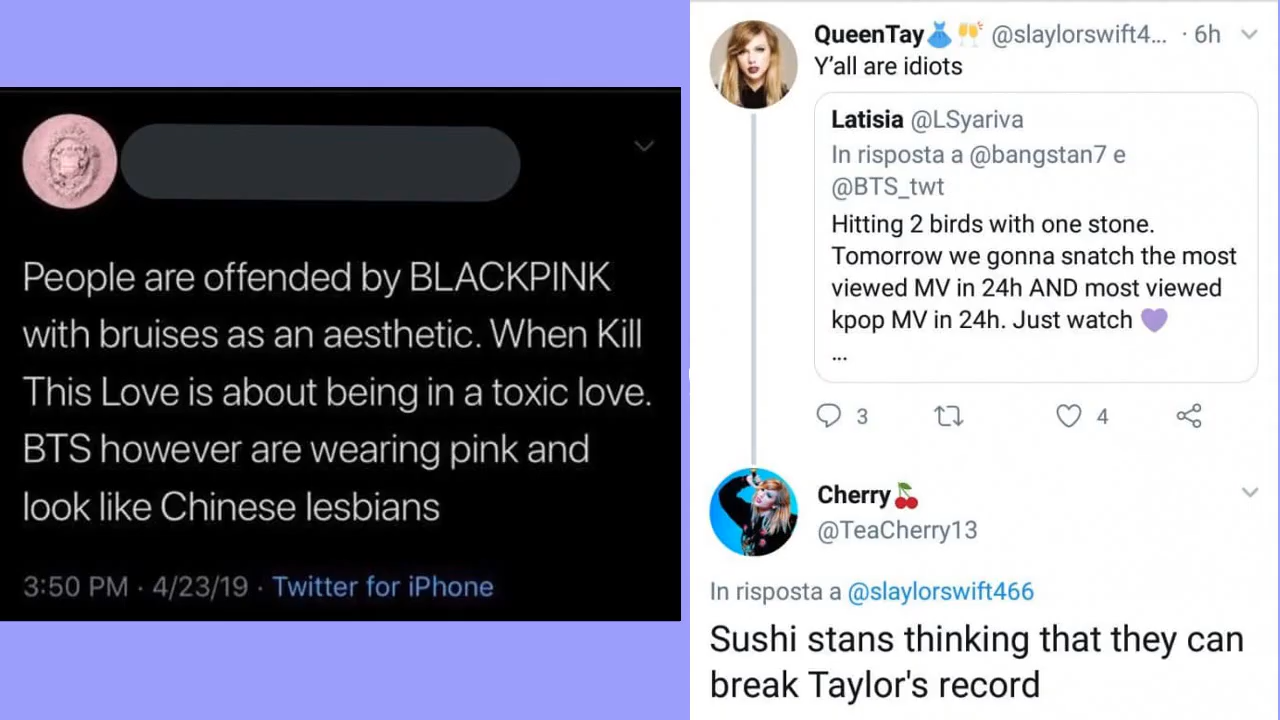 People are offended by BLACKPINK
with bruises as an aesthetic. When Kill
This Love is about being in a toxic love.
BTS however are wearing pink and
look like Chinese lesbians
3:50 PM · 4/23/19 · Twitter for iPhone
QueenTay👗🥂 @slaylorswift4... · 6h
Y'all are idiots
Latisia @LSyariva
In risposta a @bangstan7 e
@BTS_twt
Hitting 2 birds with one stone.
Tomorrow we gonna snatch the most
viewed MV in 24h AND most viewed
kpop MV in 24h. Just watch 💜
...
3 4
Cherry🍒
@TeaCherry13
In risposta a @slaylorswift466
Sushi stans thinking that they can
break Taylor's record